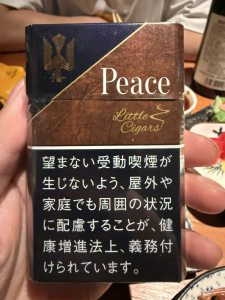 Peace
Little
Cigars
望まない受動喫煙が
生じないよう、屋外や
家庭でも周囲の状況
に配慮することが、健
康増進法上、義務付
けられています。